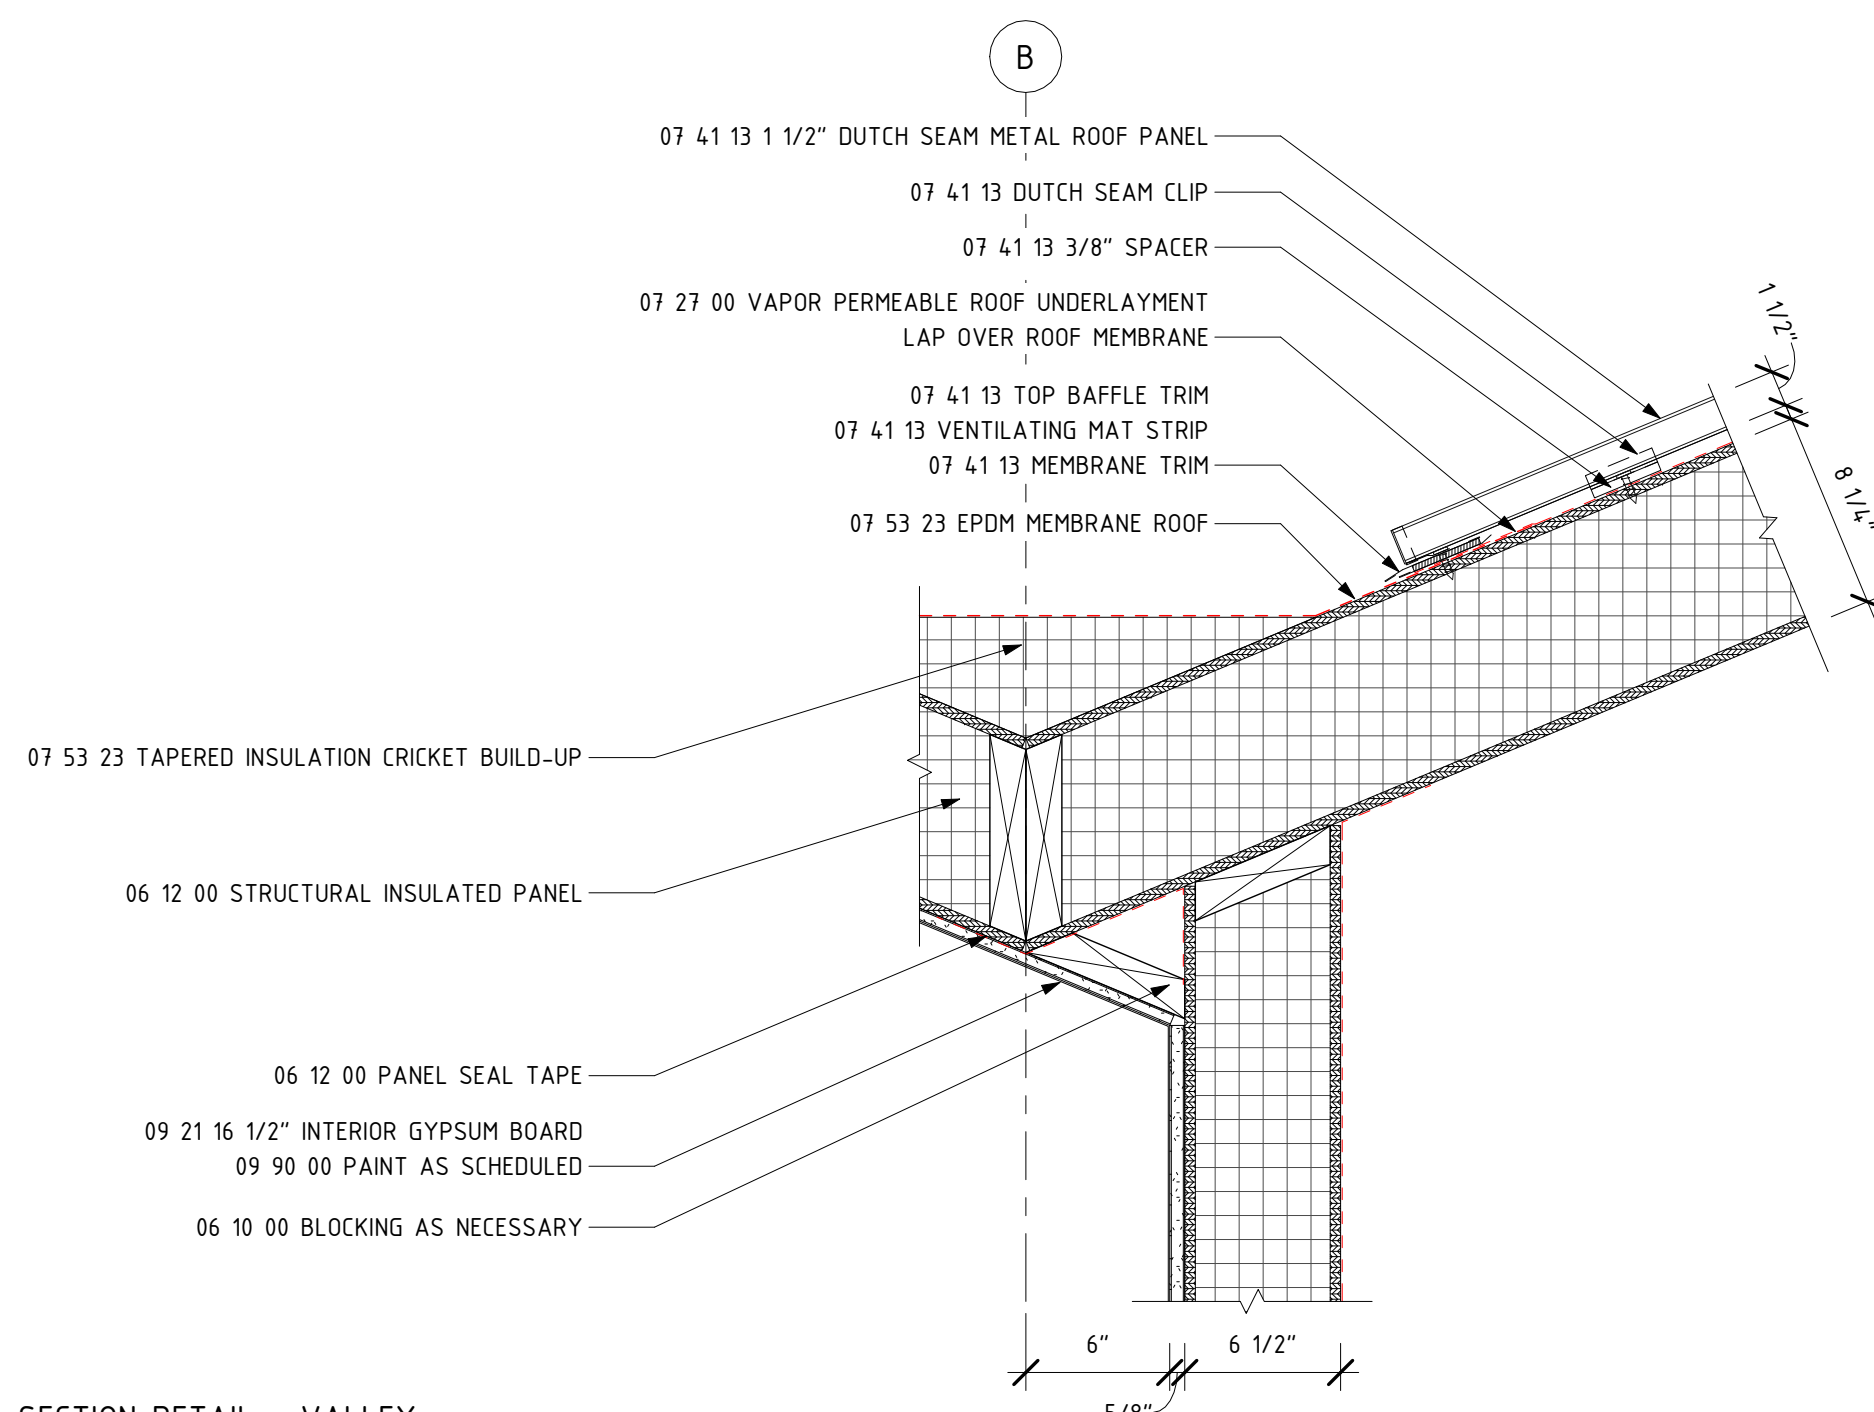 B
07 41 13 1 1/2" DUTCH SEAM METAL ROOF PANEL
07 41 13 DUTCH SEAM CLIP
07 41 13 3/8" SPACER
07 27 00 VAPOR PERMEABLE ROOF UNDERLAYMENT
LAP OVER ROOF MEMBRANE
07 41 13 TOP BAFFLE TRIM
07 41 13 VENTILATING MAT STRIP
07 41 13 MEMBRANE TRIM
07 53 23 EPDM MEMBRANE ROOF
1 1/2"
8 1/4"
07 53 23 TAPERED INSULATION CRICKET BUILD-UP
06 12 00 STRUCTURAL INSULATED PANEL
06 12 00 PANEL SEAL TAPE
09 21 16 1/2" INTERIOR GYPSUM BOARD
09 90 00 PAINT AS SCHEDULED
06 10 00 BLOCKING AS NECESSARY
6"
6 1/2"
5/8"
SECTION DETAIL - VALLEY